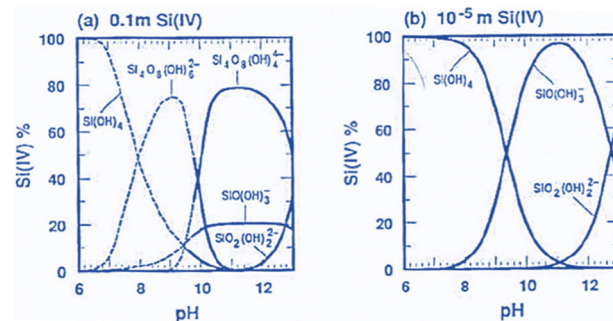 (a) 0.1m Si(IV)
Si₄O₈(OH)₆²⁻ Si₄O₈(OH)₄⁴⁻
Si(OH)₄
SiO(OH)₃⁻
SiO₂(OH)₂²⁻
Si(IV) %
100
80
60
40
20
0
6 8 10 12
pH
(b) 10⁻⁵ m Si(IV)
Si(OH)₄
SiO(OH)₃⁻
SiO₂(OH)₂²⁻
Si(IV) %
100
80
60
40
20
0
6 8 10 12
pH